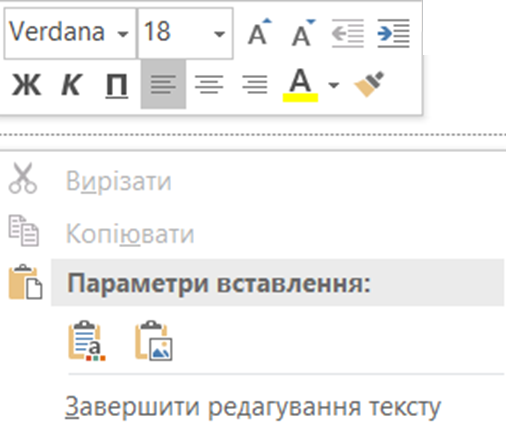 Verdana 18 А А
Ж К П А
Вирізати
Копіювати
Параметри вставлення:
Завершити редагування тексту